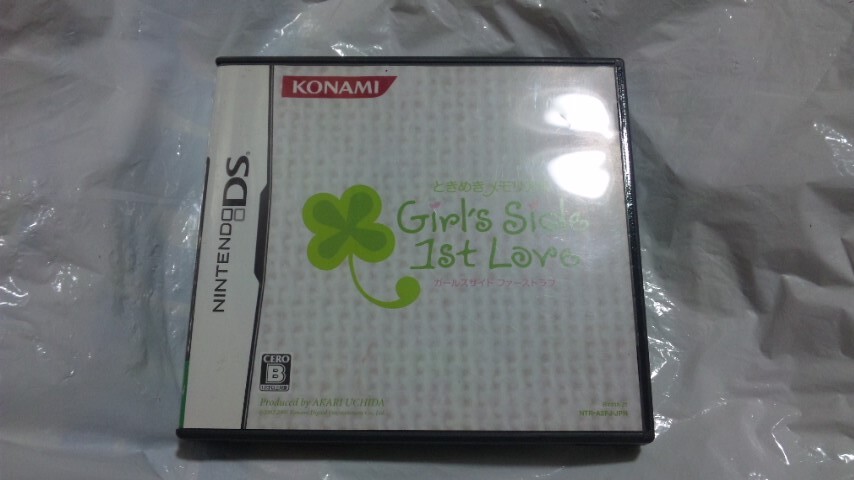 KONAMI
NINTENDO DS
ときめきメモリアル
Girl's Side
1st Love
ガールズサイド ファーストラブ
CERO
B
Produced by AKARI UCHIDA